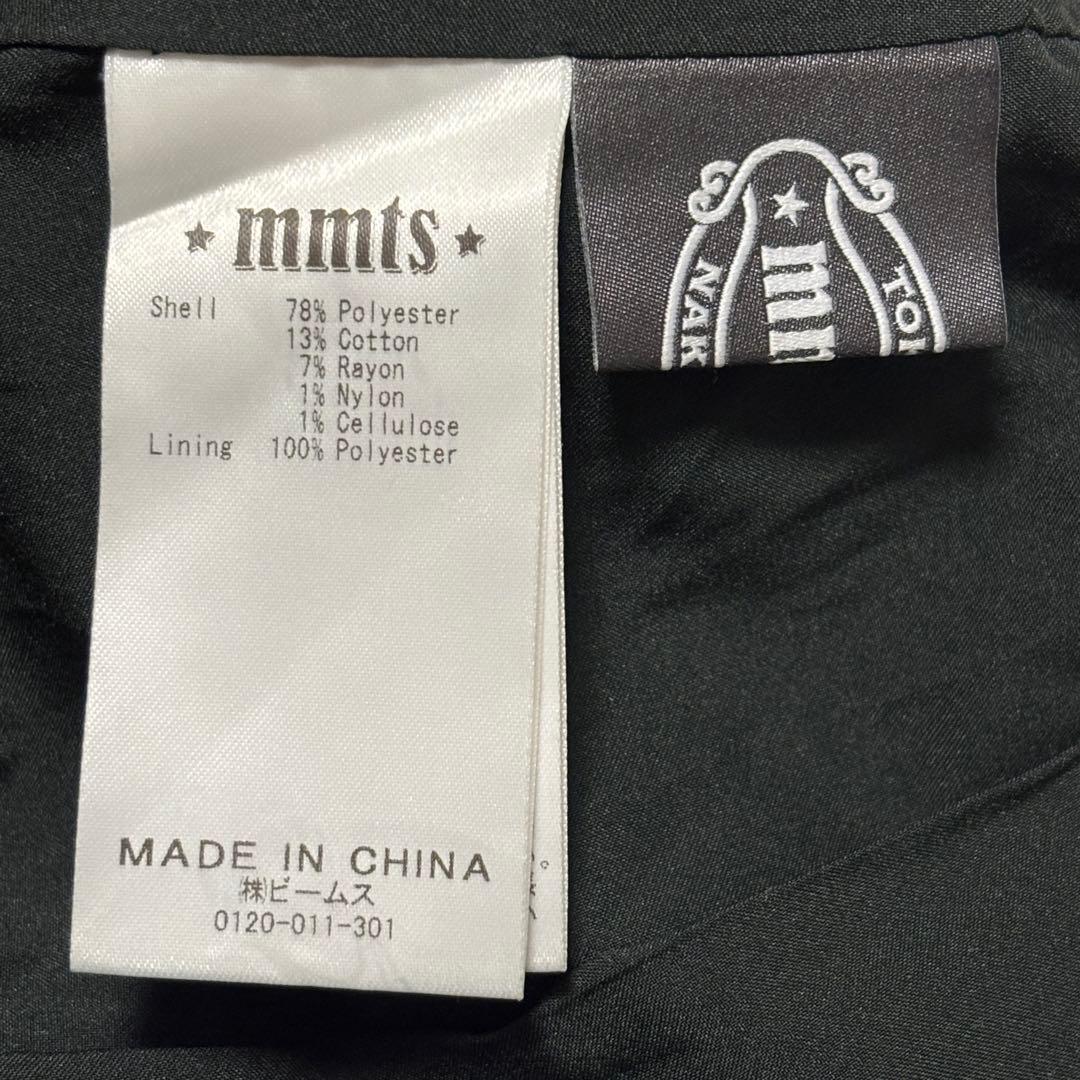 ★mmts★
Shell 78% Polyester
13% Cotton
7% Rayon
1% Nylon
1% Cellulose
Lining 100% Polyester
MADE IN CHINA
㈱ビームス
0120-011-301